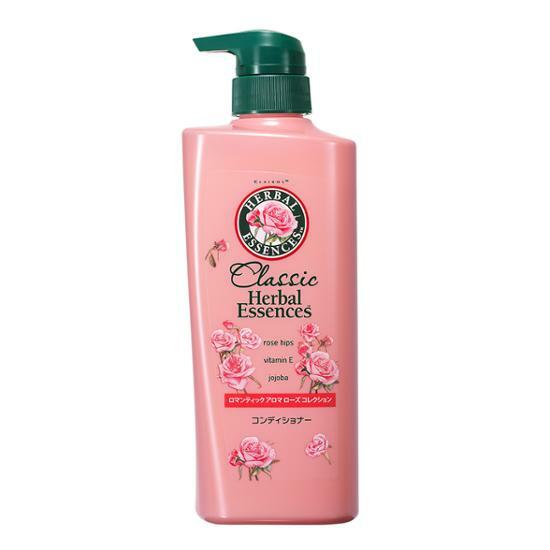 CLAIROL™
HERBAL
ESSENCES
Classic
Herbal
Essences
rose hips
vitamin E
jojoba
ロマンティック アロマ ローズ コレクション
コンディショナー